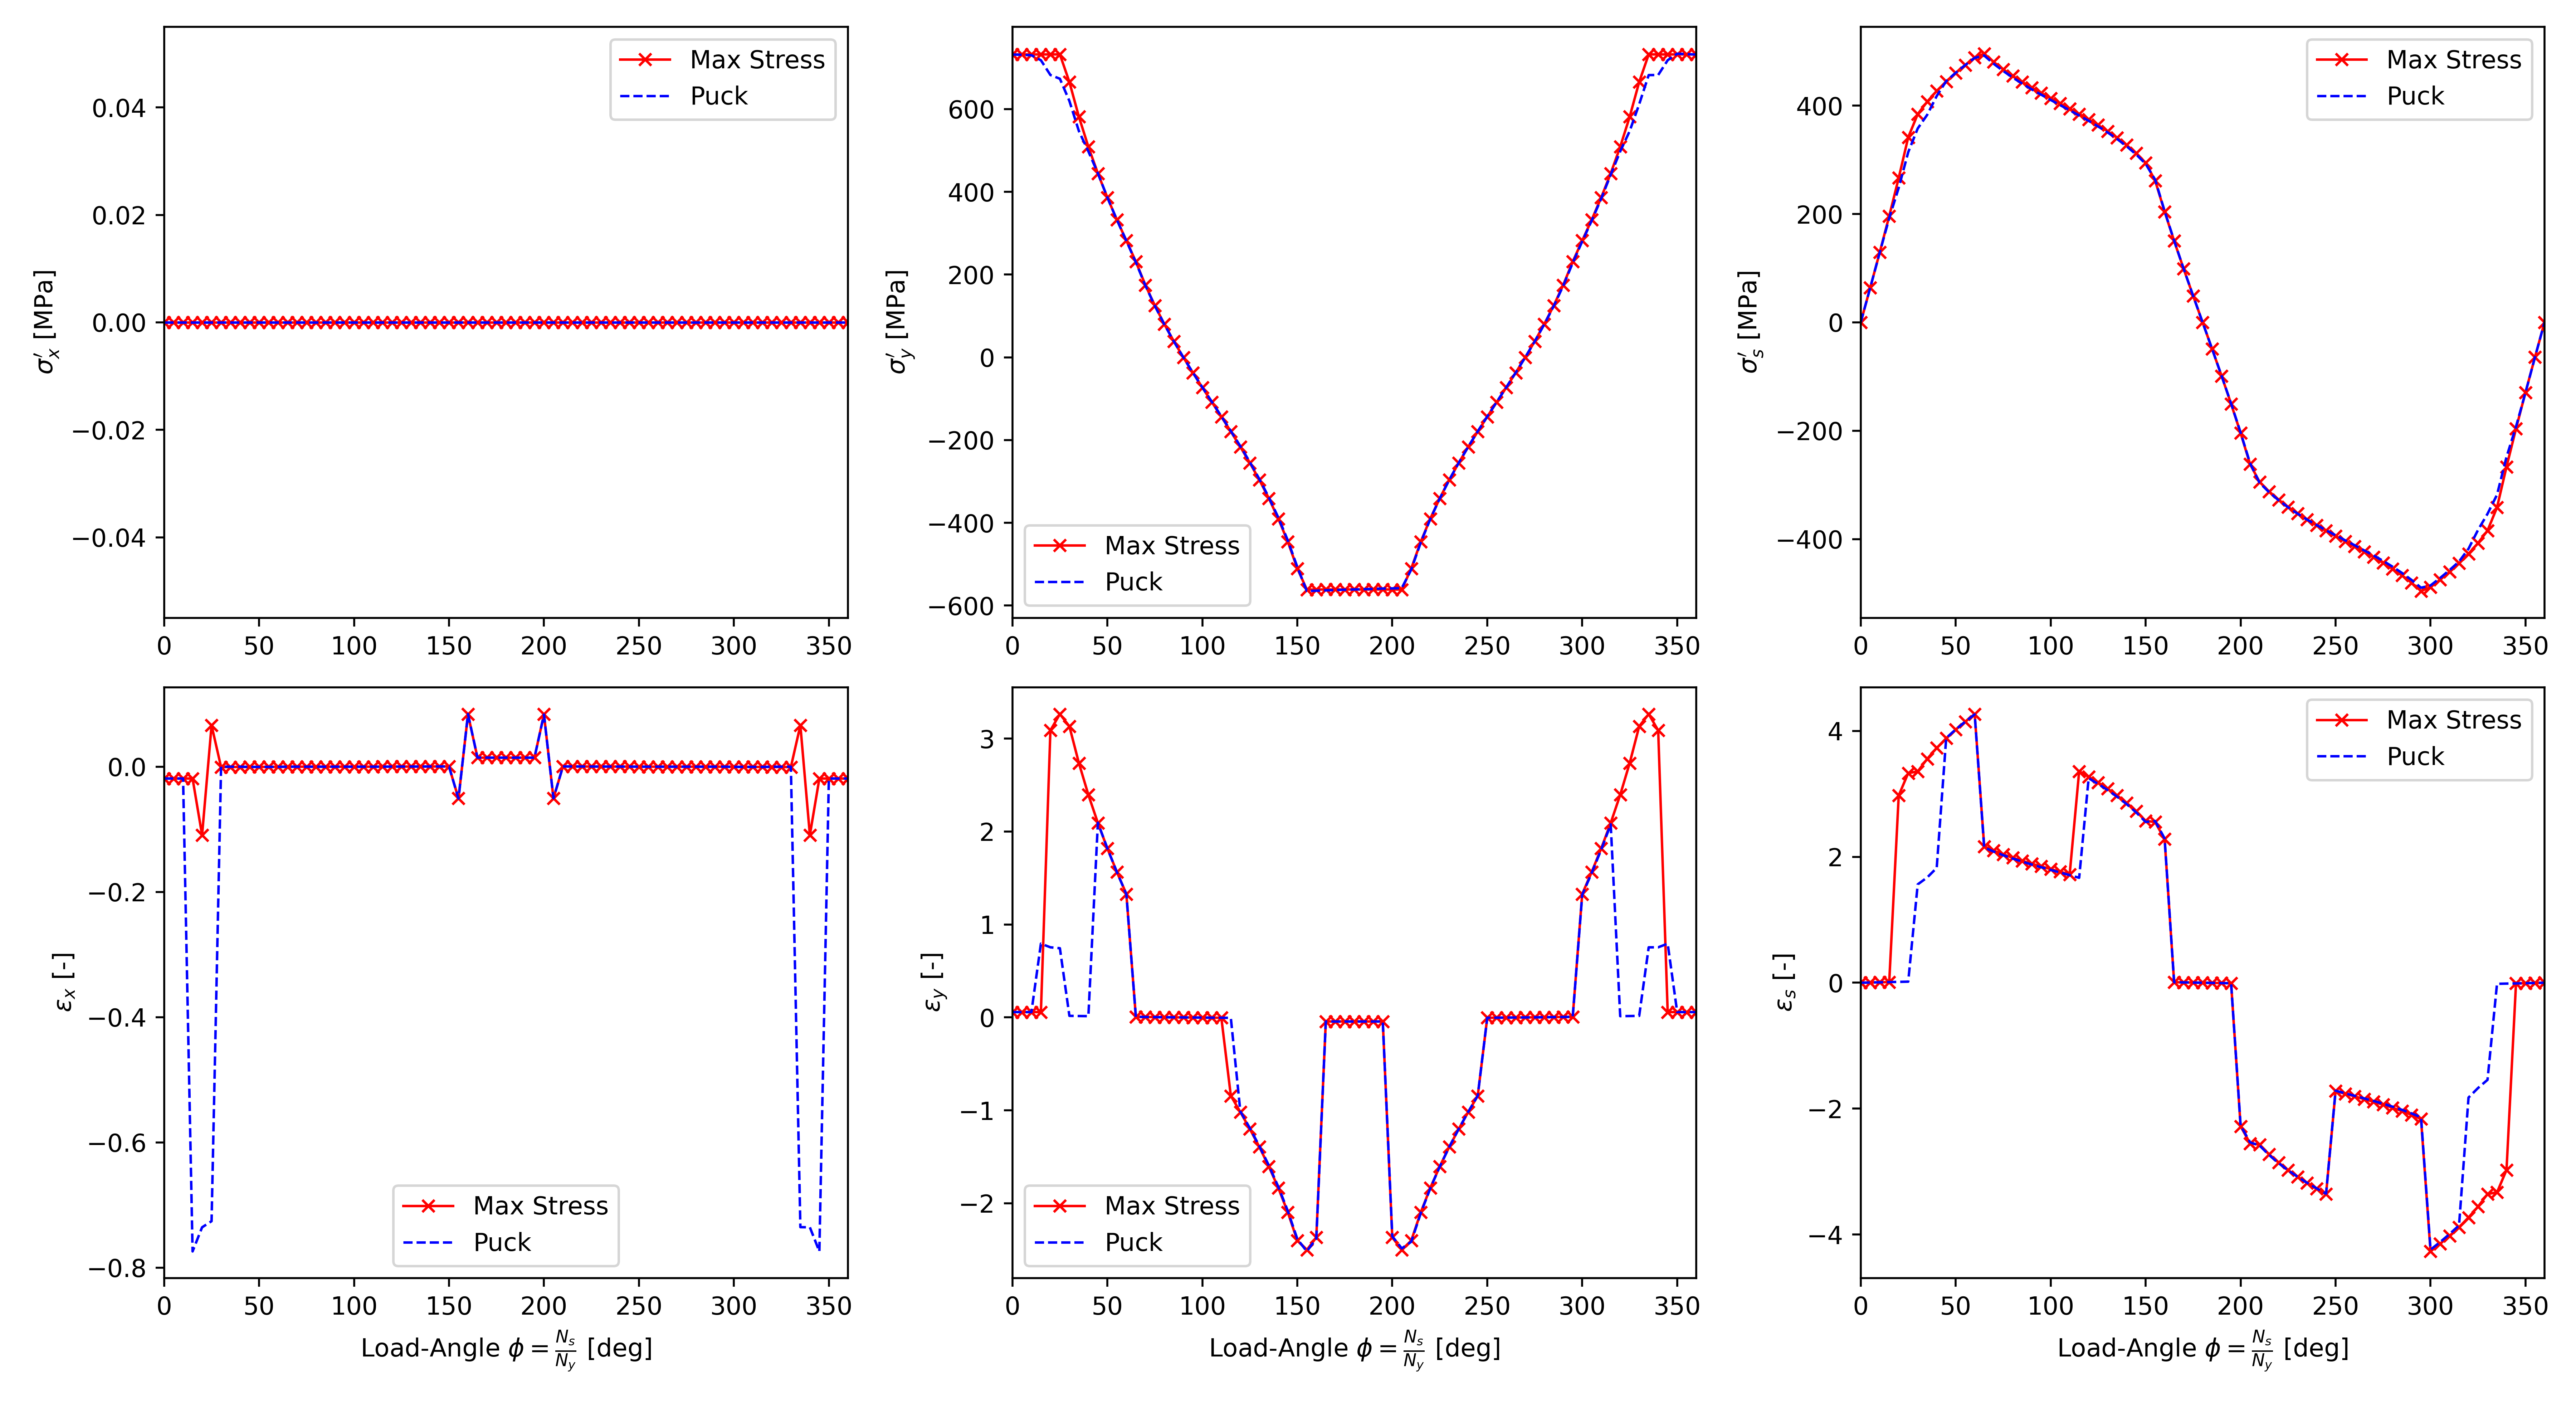 σ′x [MPa]
0.04
0.02
0.00
−0.02
−0.04
0 50 100 150 200 250 300 350
Max Stress
Puck
σ′y [MPa]
600
400
200
0
−200
−400
−600
0 50 100 150 200 250 300 350
Max Stress
Puck
σ′s [MPa]
400
200
0
−200
−400
0 50 100 150 200 250 300 350
Max Stress
Puck
εx [-]
0.0
−0.2
−0.4
−0.6
−0.8
0 50 100 150 200 250 300 350
Load-Angle ϕ = Ns/Ny [deg]
Max Stress
Puck
εy [-]
3
2
1
0
−1
−2
0 50 100 150 200 250 300 350
Load-Angle ϕ = Ns/Ny [deg]
Max Stress
Puck
εs [-]
4
2
0
−2
−4
0 50 100 150 200 250 300 350
Load-Angle ϕ = Ns/Ny [deg]
Max Stress
Puck